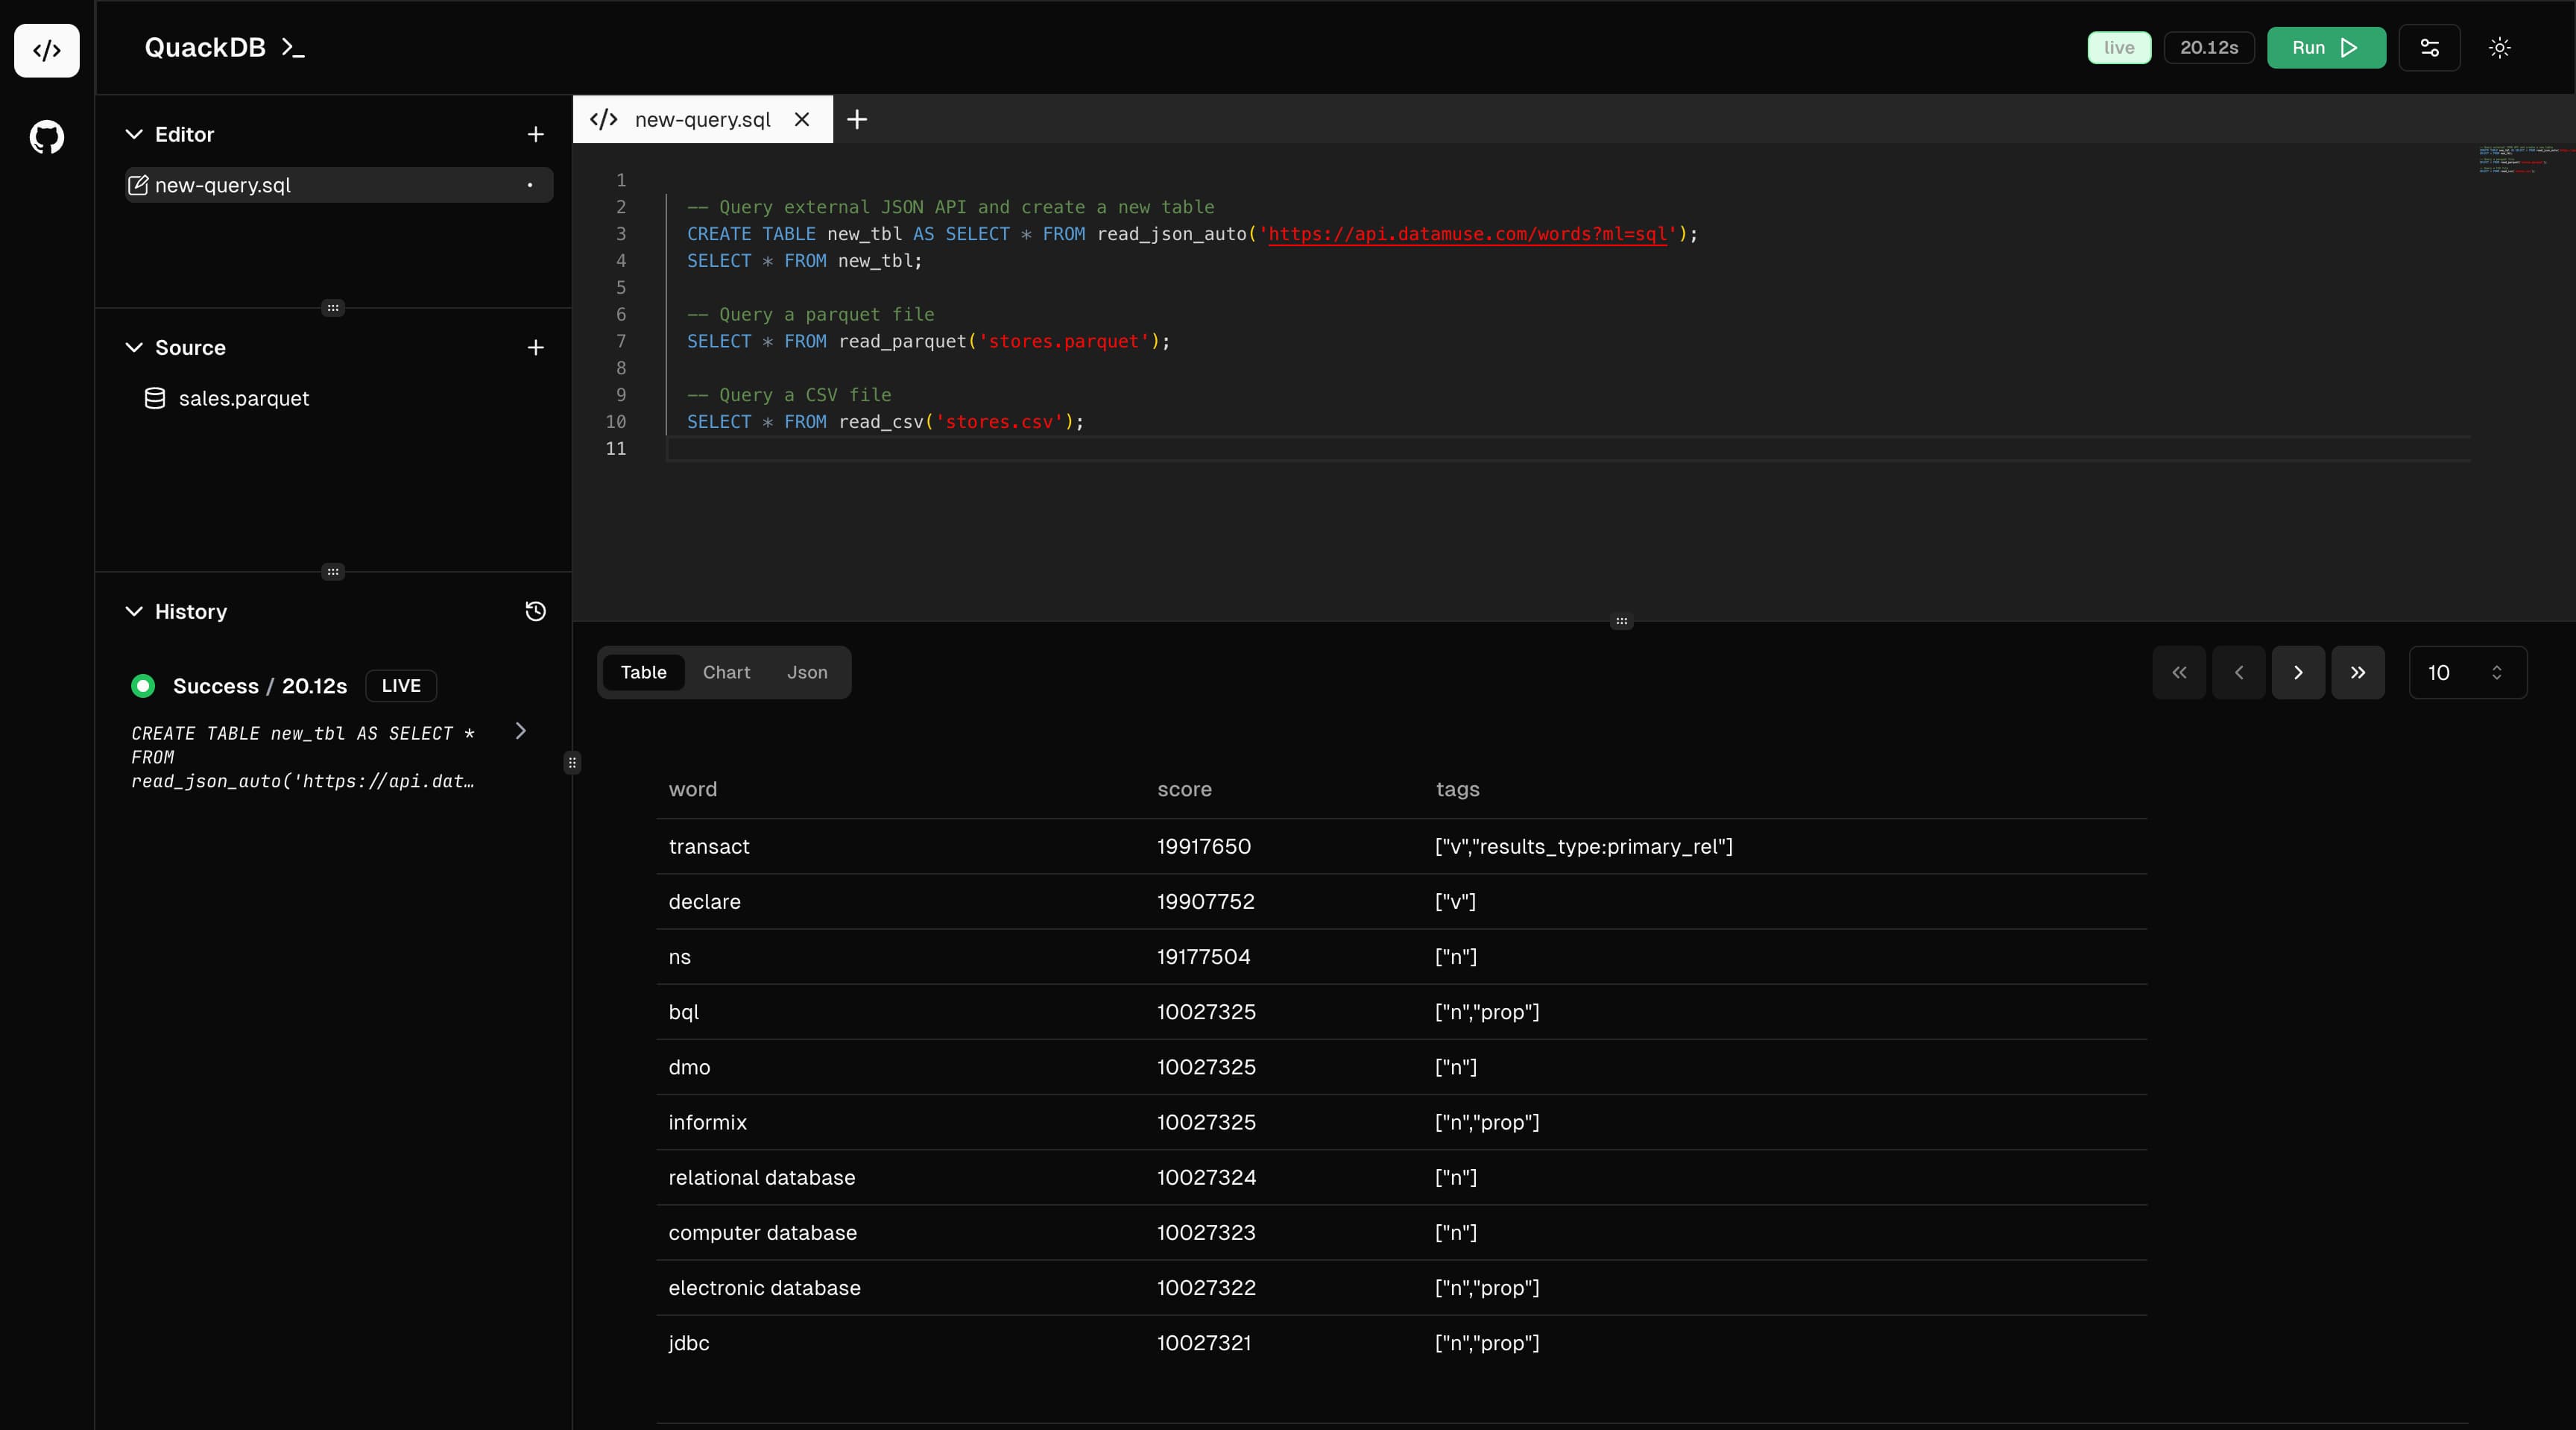 QuackDB
live
20.12s
Run
Editor
new-query.sql
Source
sales.parquet
History
Success / 20.12s
LIVE
CREATE TABLE new_tbl AS SELECT *
FROM
read_json_auto('https://api.dat…
new-query.sql
1
2 -- Query external JSON API and create a new table
3 CREATE TABLE new_tbl AS SELECT * FROM read_json_auto('https://api.datamuse.com/words?ml=sql');
4 SELECT * FROM new_tbl;
5
6 -- Query a parquet file
7 SELECT * FROM read_parquet('stores.parquet');
8
9 -- Query a CSV file
10 SELECT * FROM read_csv('stores.csv');
11
Table Chart Json
10
word score tags
transact 19917650 ["v","results_type:primary_rel"]
declare 19907752 ["v"]
ns 19177504 ["n"]
bql 10027325 ["n","prop"]
dmo 10027325 ["n"]
informix 10027325 ["n","prop"]
relational database 10027324 ["n"]
computer database 10027323 ["n"]
electronic database 10027322 ["n","prop"]
jdbc 10027321 ["n","prop"]